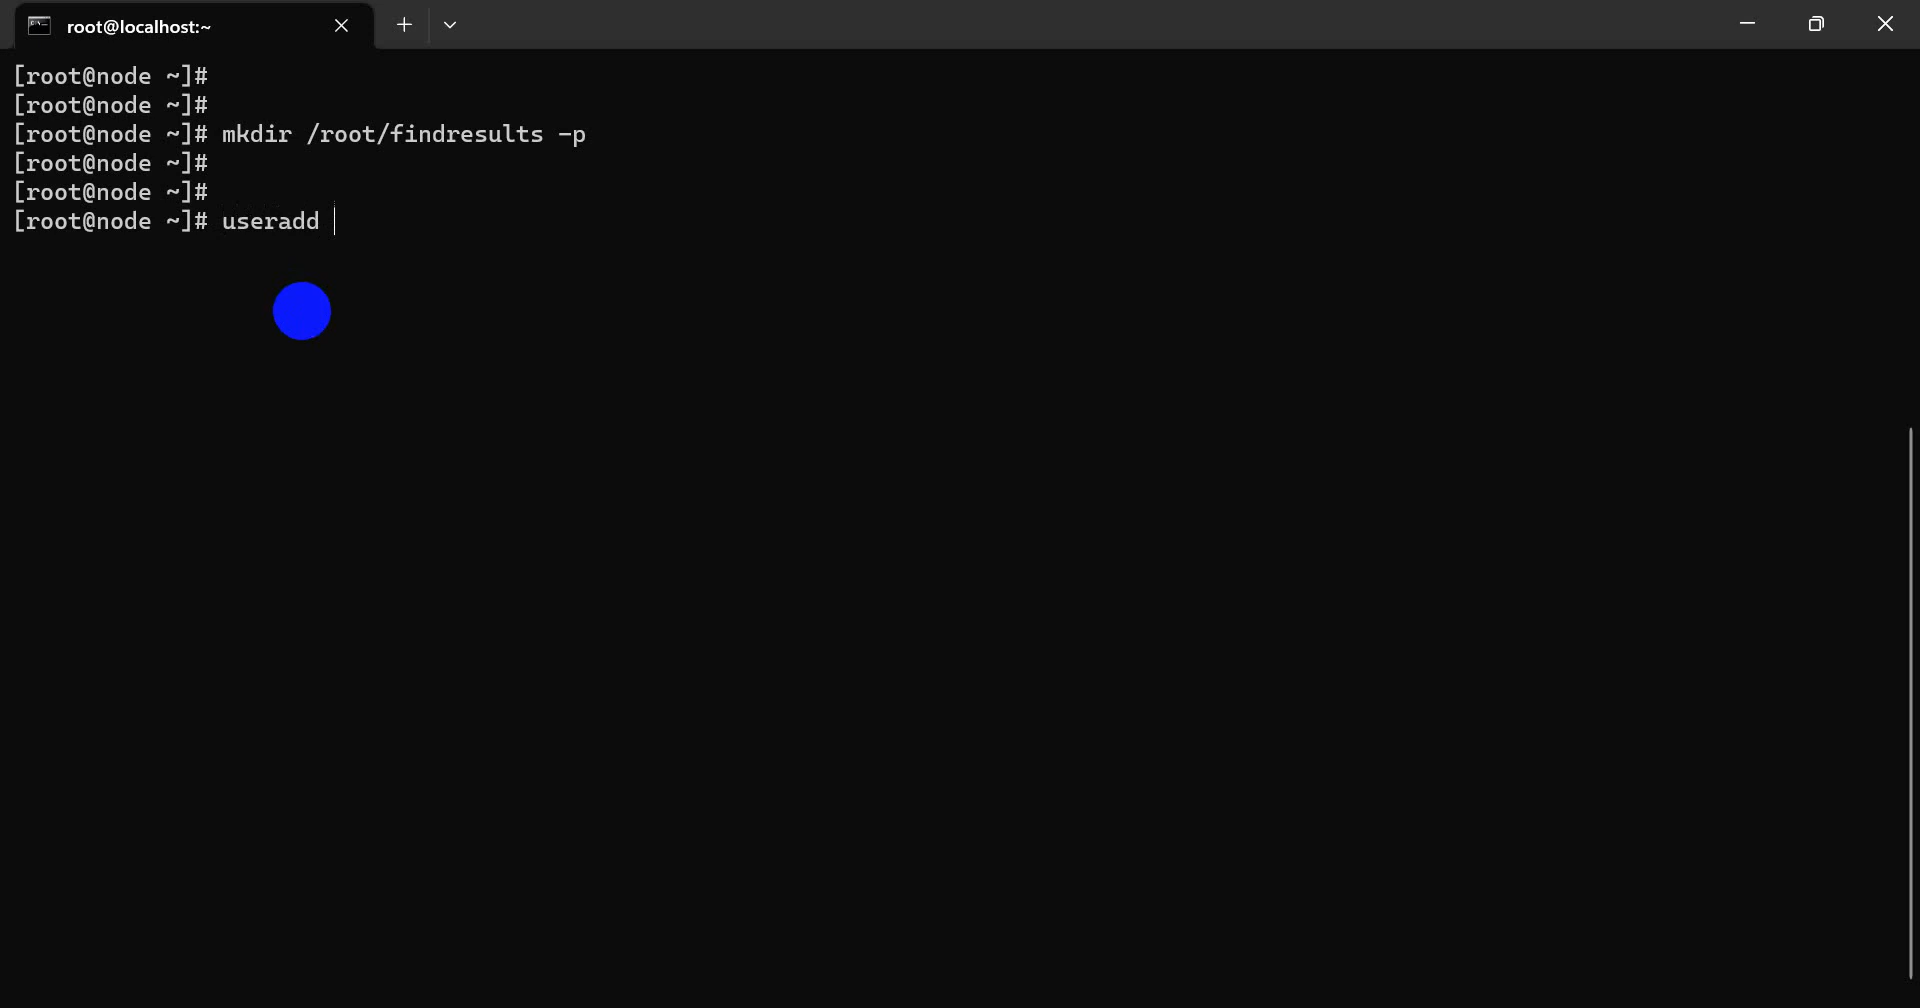 root@localhost:~
[root@node ~]#
[root@node ~]#
[root@node ~]# mkdir /root/findresults -p
[root@node ~]#
[root@node ~]#
[root@node ~]# useradd